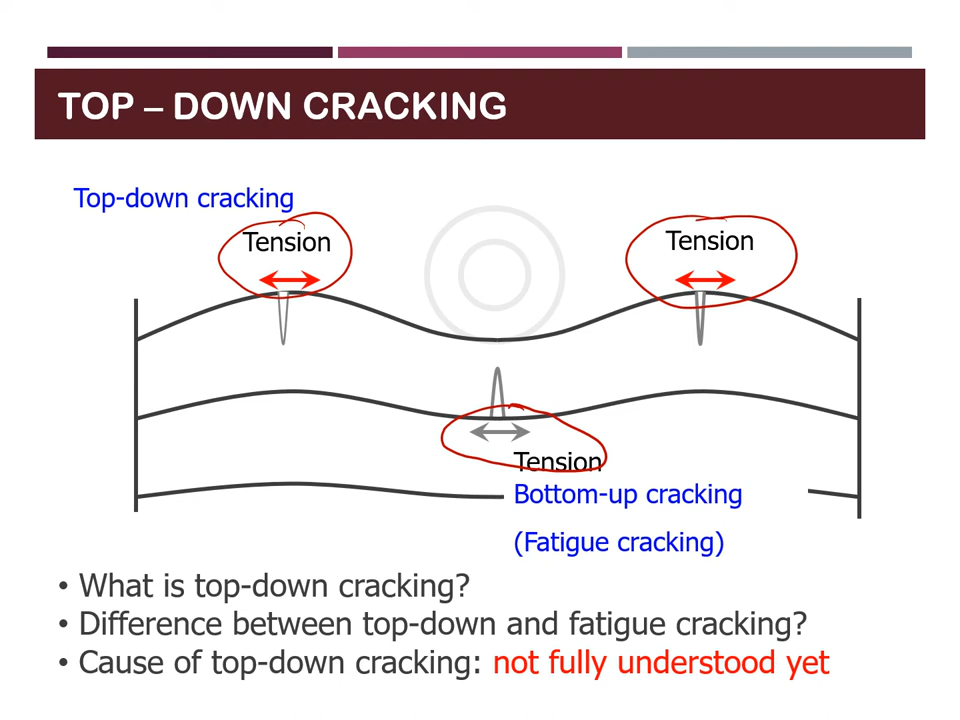 TOP – DOWN CRACKING
Top-down cracking
Tension
Tension
Tension
Bottom-up cracking
(Fatigue cracking)
• What is top-down cracking?
• Difference between top-down and fatigue cracking?
• Cause of top-down cracking: not fully understood yet